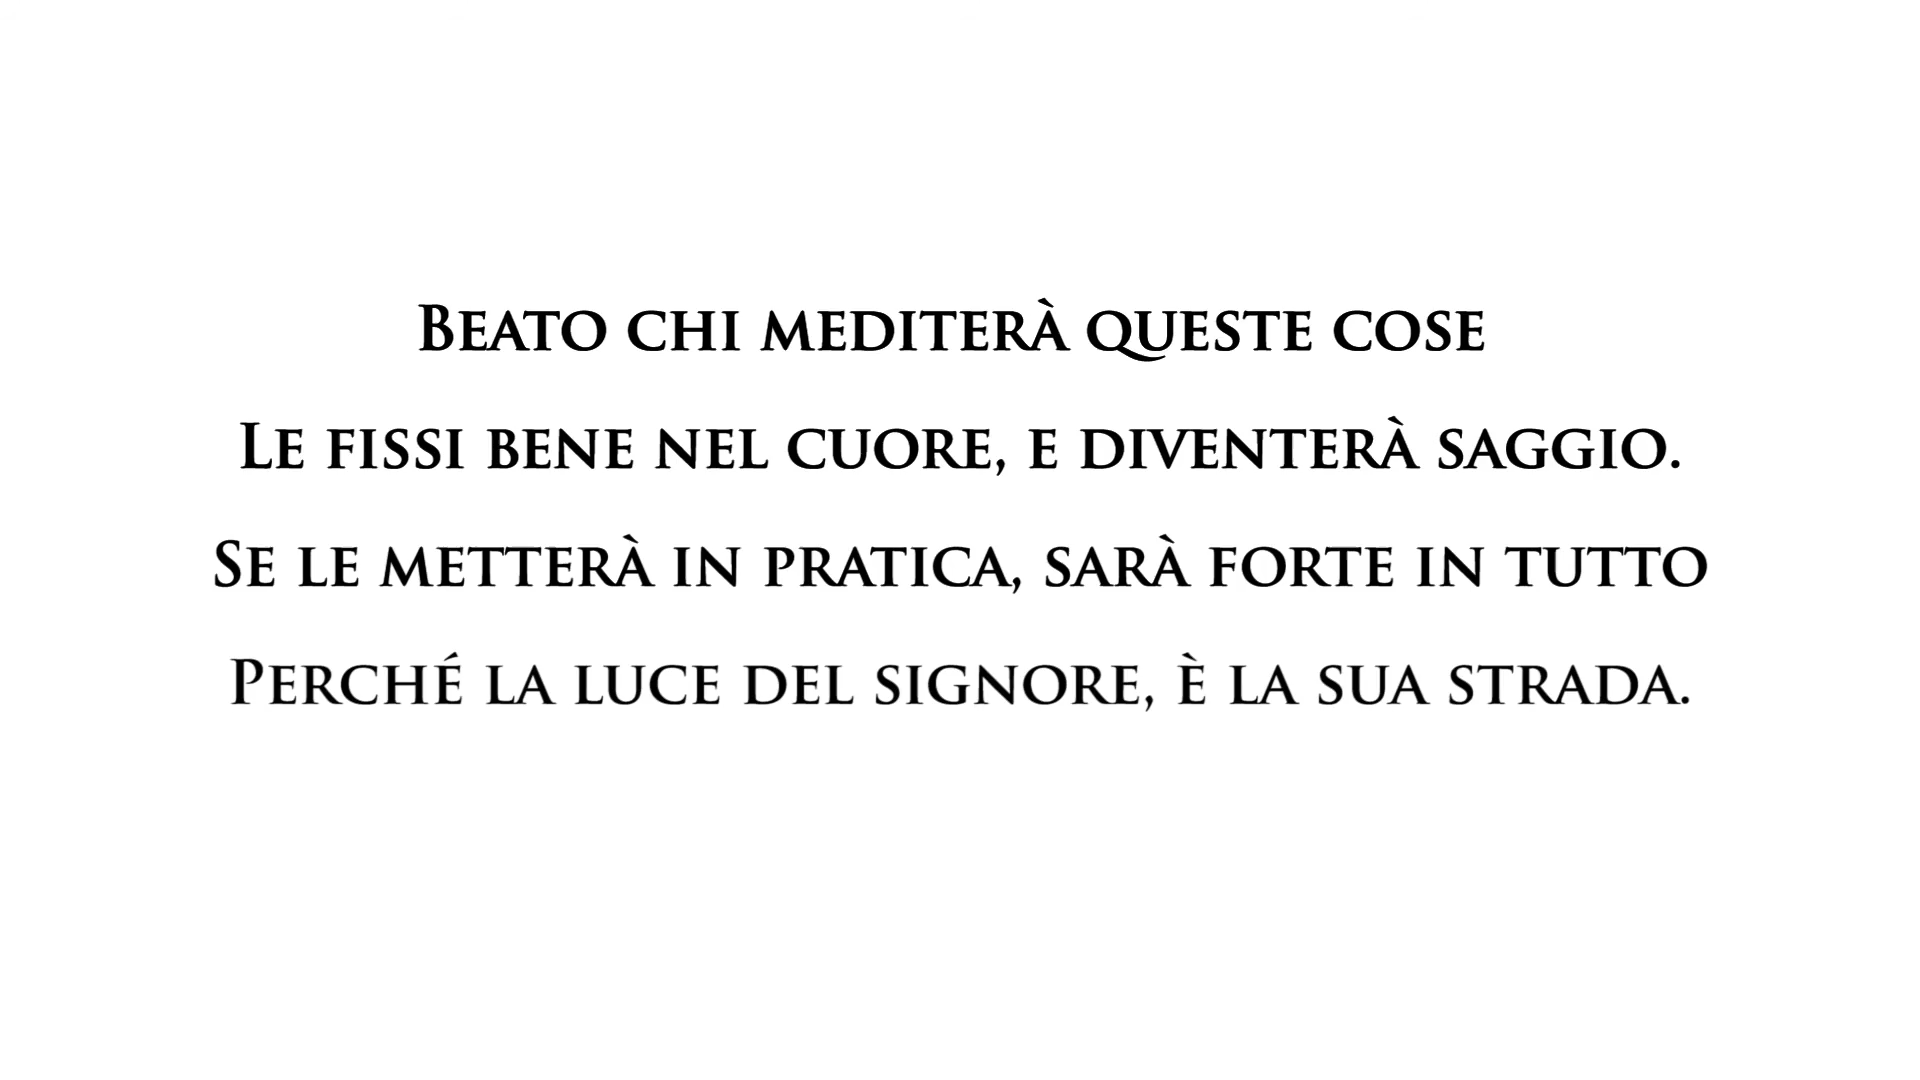 Beato chi mediterà queste cose
Le fissi bene nel cuore, e diventerà saggio.
Se le metterà in pratica, sarà forte in tutto
Perché la luce del signore, è la sua strada.